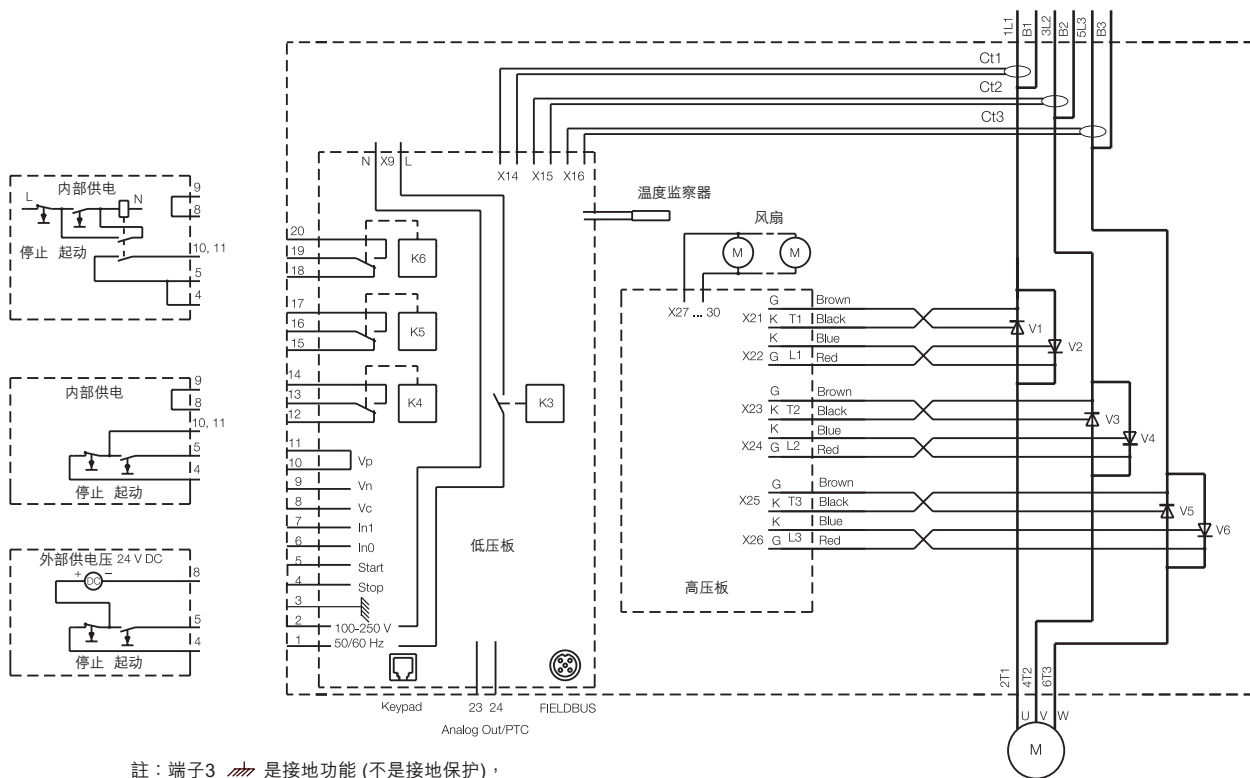 1L1
B1
3L2
B2
5L3
B3
Ct1
Ct2
Ct3
N X9 L
X14 X15 X16
温度监察器
风扇
M M
X27 ... 30
内部供电
L N
停止 起动
9
8
10, 11
5
4
内部供电
9
8
10, 11
5
4
停止 起动
外部供电压 24 V DC
+ DC −
8
5
4
停止 起动
20
19
18
K6
17
16
15
K5
14
13
12
K4
K3
11
10 Vp
9 Vn
8 Vc
7 In1
6 In0
5 Start
4 Stop
3
2 100-250 V
1 50/60 Hz
低压板
Keypad
23 24
Analog Out/PTC
FIELDBUS
G Brown
X21 K T1 Black
K Blue
X22 G L1 Red
V1
V2
G Brown
X23 K T2 Black
K Blue
X24 G L2 Red
V3
V4
G Brown
X25 K T3 Black
K Blue
X26 G L3 Red
V5
V6
高压板
2T1
4T2
6T3
U V W
M
註：端子3 是接地功能 (不是接地保护)，